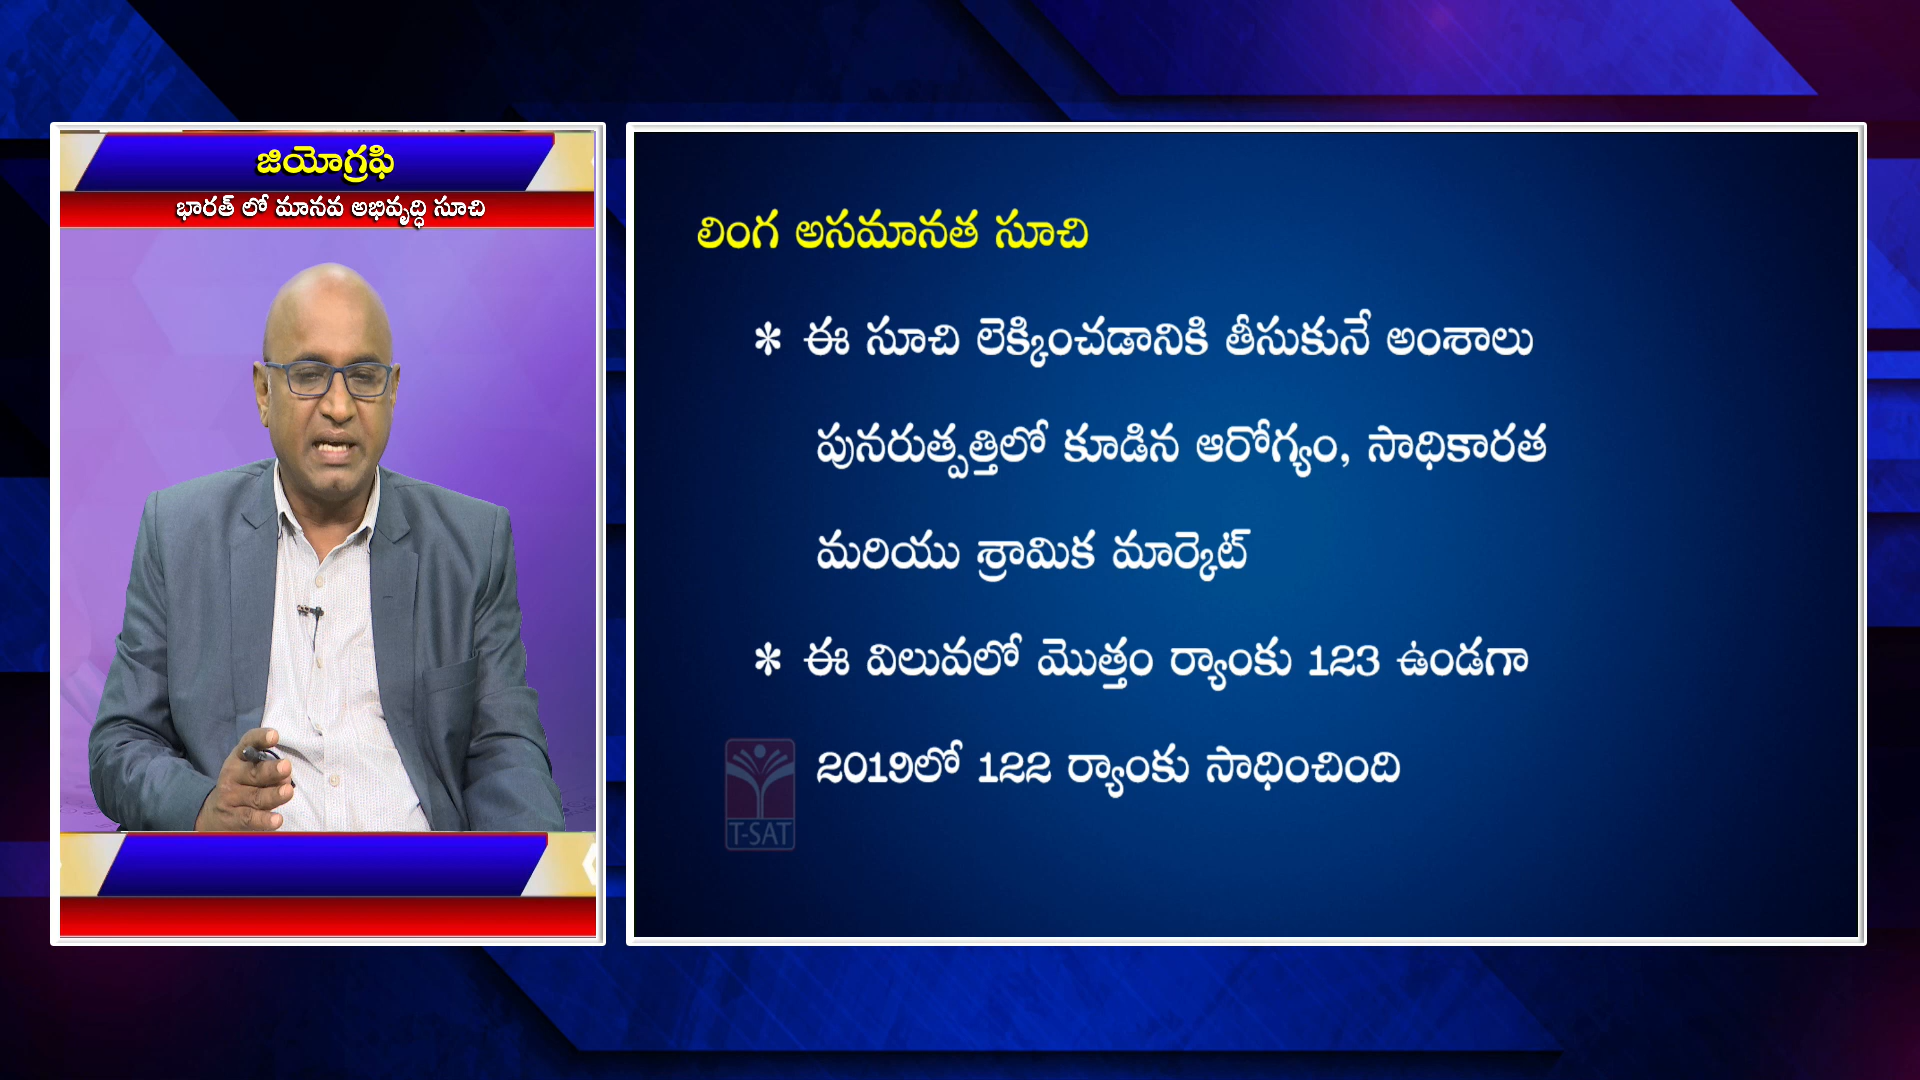 జియోగ్రఫి
భారత్ లో మానవ అభివృద్ధి సూచి
లింగ అసమానత సూచి
* ఈ సూచి లెక్కించడానికి తీసుకునే అంశాలు
పునరుత్పత్తిలో కూడిన ఆరోగ్యం, సాధికారత
మరియు శ్రామిక మార్కెట్
* ఈ విలువలో మొత్తం ర్యాంకు 123 ఉండగా
2019లో 122 ర్యాంకు సాధించింది
T-SAT